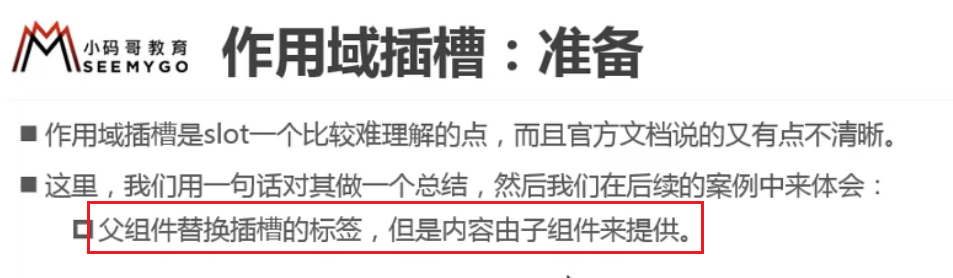 小码哥教育
SEEMYGO
作用域插槽：准备
作用域插槽是slot一个比较难理解的点，而且官方文档说的又有点不清晰。
这里，我们用一句话对其做一个总结，然后我们在后续的案例中来体会：
父组件替换插槽的标签，但是内容由子组件来提供。